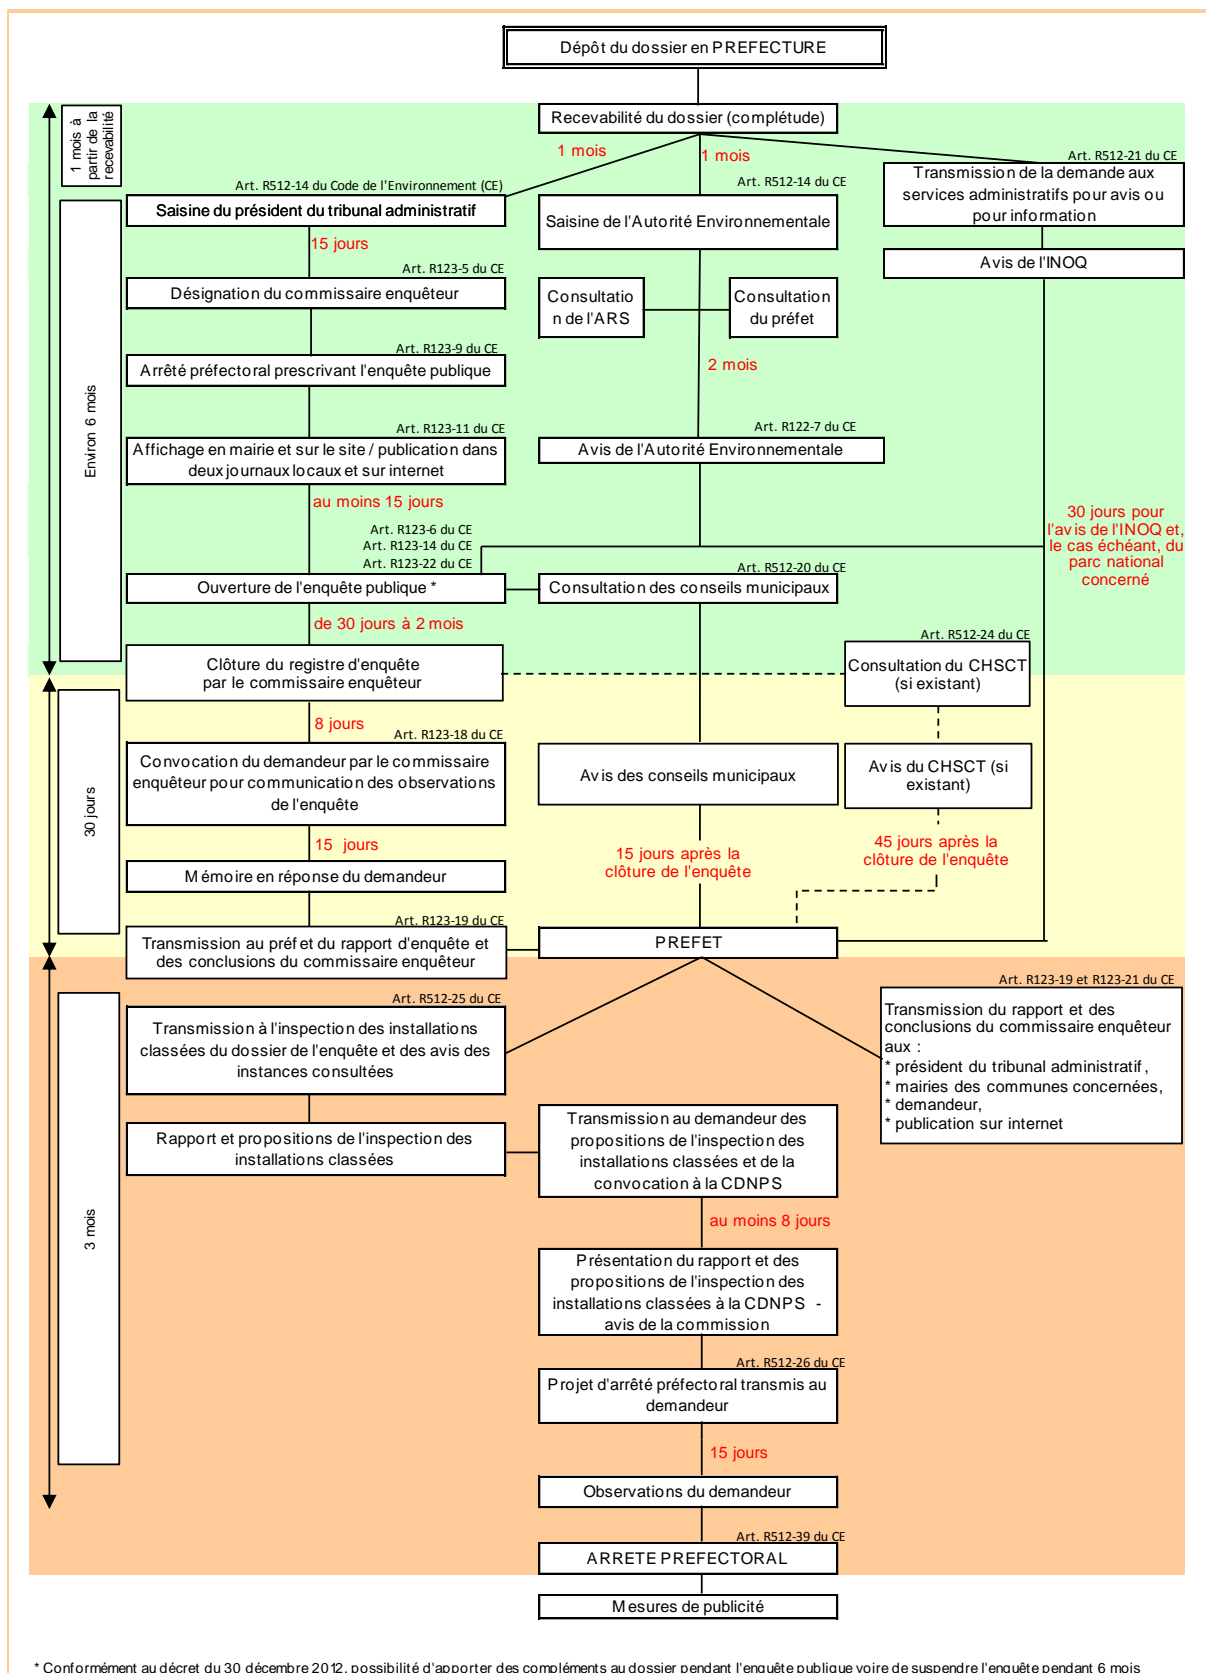 Dépôt du dossier en PREFECTURE
1 mois à
partir de la
recevabilité
Recevabilité du dossier (complétude)
1 mois
1 mois
Art. R512-21 du CE
Transmission de la demande aux
services administratifs pour avis ou
pour information
Art. R512-14 du Code de l'Environnement (CE)
Saisine du président du tribunal administratif
Art. R512-14 du CE
Saisine de l'Autorité Environnementale
15 jours
Avis de l'INOQ
Environ 6 mois
Art. R123-5 du CE
Désignation du commissaire enquêteur
Consultatio
n de l'ARS
Consultation
du préfet
Art. R123-9 du CE
Arrêté préfectoral prescrivant l'enquête publique
2 mois
Art. R123-11 du CE
Affichage en mairie et sur le site / publication dans
deux journaux locaux et sur internet
Art. R122-7 du CE
Avis de l'Autorité Environnementale
au moins 15 jours
30 jours pour
l'avis de l'INOQ et,
le cas échéant, du
parc national
concerné
Art. R123-6 du CE
Art. R123-14 du CE
Art. R123-22 du CE
Ouverture de l'enquête publique *
Art. R512-20 du CE
Consultation des conseils municipaux
de 30 jours à 2 mois
Art. R512-24 du CE
Clôture du registre d'enquête
par le commissaire enquêteur
Consultation du CHSCT
(si existant)
30 jours
8 jours
Art. R123-18 du CE
Convocation du demandeur par le commissaire
enquêteur pour communication des observations
de l'enquête
Avis des conseils municipaux
Avis du CHSCT (si
existant)
15 jours
15 jours après la
clôture de l'enquête
45 jours après la
clôture de l'enquête
Mémoire en réponse du demandeur
Art. R123-19 du CE
Transmission au préfet du rapport d'enquête et
des conclusions du commissaire enquêteur
PREFET
3 mois
Art. R512-25 du CE
Transmission à l'inspection des installations
classées du dossier de l'enquête et des avis des
instances consultées
Art. R123-19 et R123-21 du CE
Transmission du rapport et des
conclusions du commissaire enquêteur
aux :
* président du tribunal administratif,
* mairies des communes concernées,
* demandeur,
* publication sur internet
Rapport et propositions de l'inspection des
installations classées
Transmission au demandeur des
propositions de l'inspection des
installations classées et de la
convocation à la CDNPS
au moins 8 jours
Présentation du rapport et des
propositions de l'inspection des
installations classées à la CDNPS -
avis de la commission
Art. R512-26 du CE
Projet d'arrêté préfectoral transmis au
demandeur
15 jours
Observations du demandeur
Art. R512-39 du CE
ARRETE PREFECTORAL
Mesures de publicité
* Conformément au décret du 30 décembre 2012, possibilité d'apporter des compléments au dossier pendant l'enquête publique voire de suspendre l'enquête pendant 6 mois